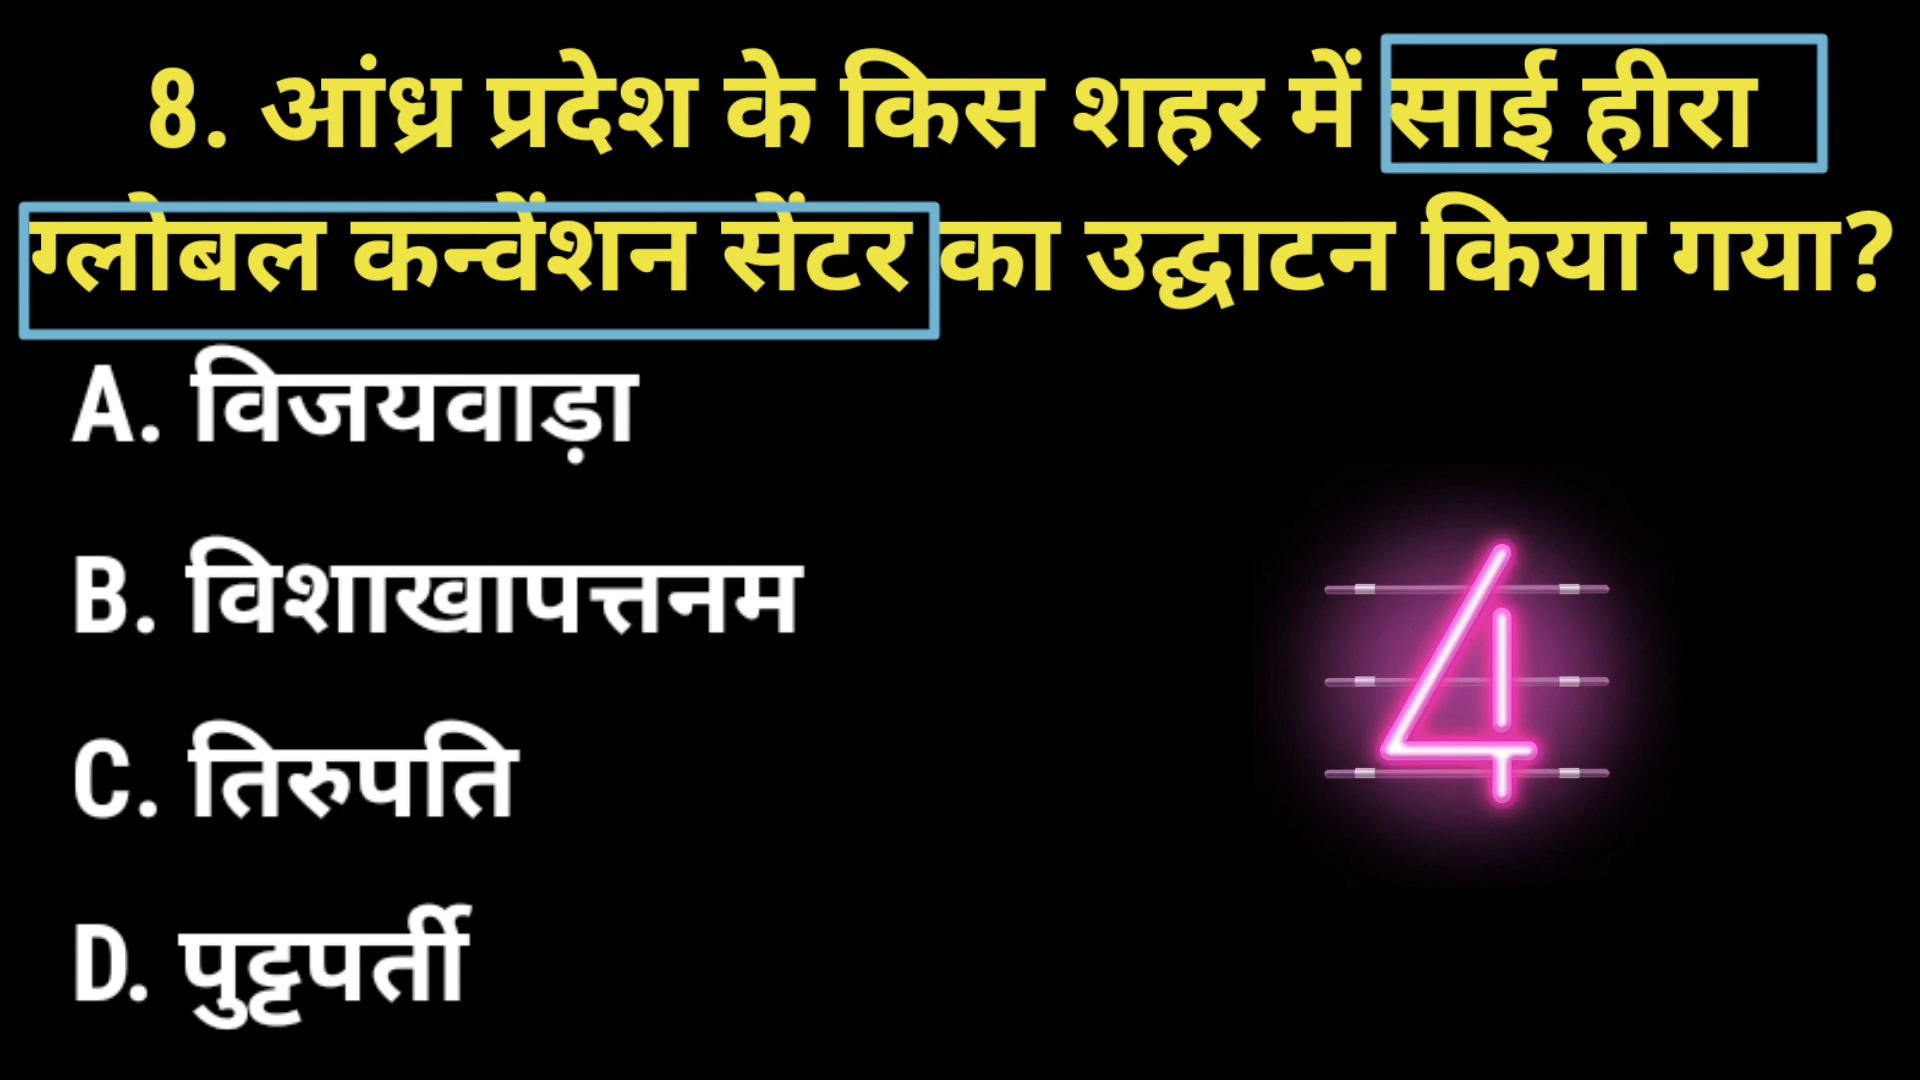 8. आंध्र प्रदेश के किस शहर में साई हीरा
ग्लोबल कन्वेंशन सेंटर का उद्घाटन किया गया?
A. विजयवाड़ा
B. विशाखापत्तनम
4
C. तिरुपति
D. पुट्टपर्ती